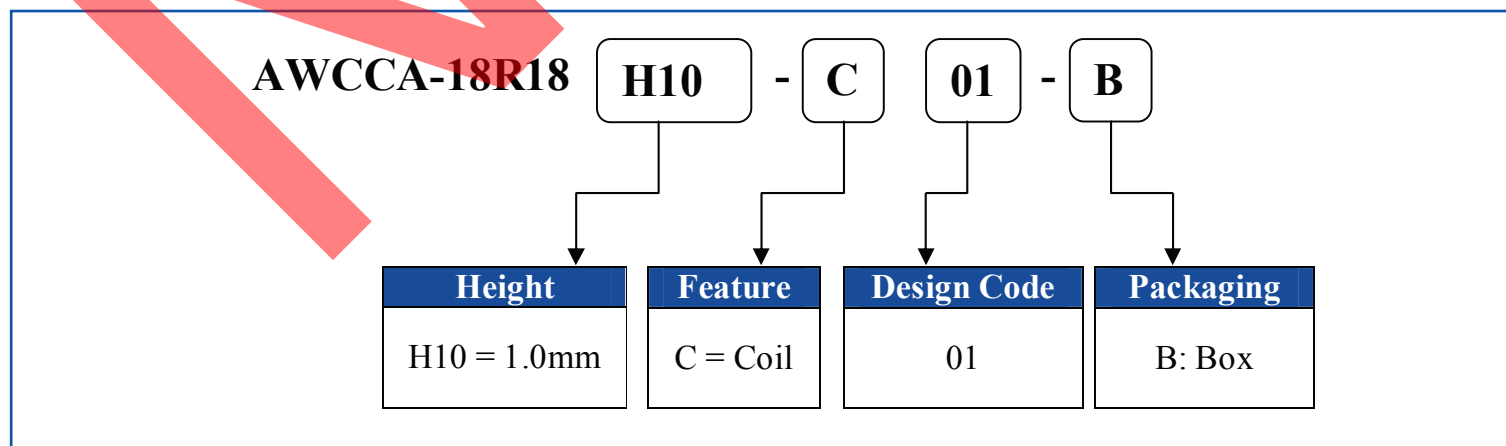 AWCCA-18R18 H10 - C 01 - B
Height Feature Design Code Packaging
H10 = 1.0mm C = Coil 01 B: Box